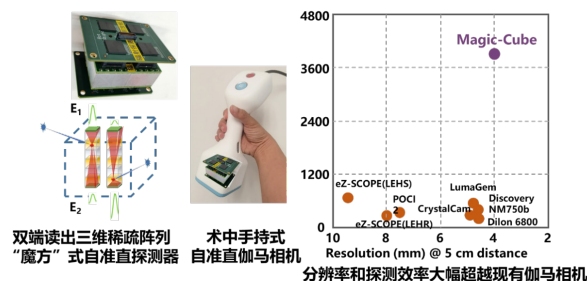 E1
E2
双端读出三维稀疏阵列
“魔方”式自准直探测器
术中手持式
自准直伽马相机
4800
3600
2400
1200
0
Magic-Cube
eZ-SCOPE(LEHS)
POCI
2
eZ-SCOPE(LEHR)
LumaGem
CrystalCam
Discovery
NM750b
Dilon 6800
10 8 6 4 2
Resolution (mm) @ 5 cm distance
分辨率和探测效率大幅超越现有伽马相机